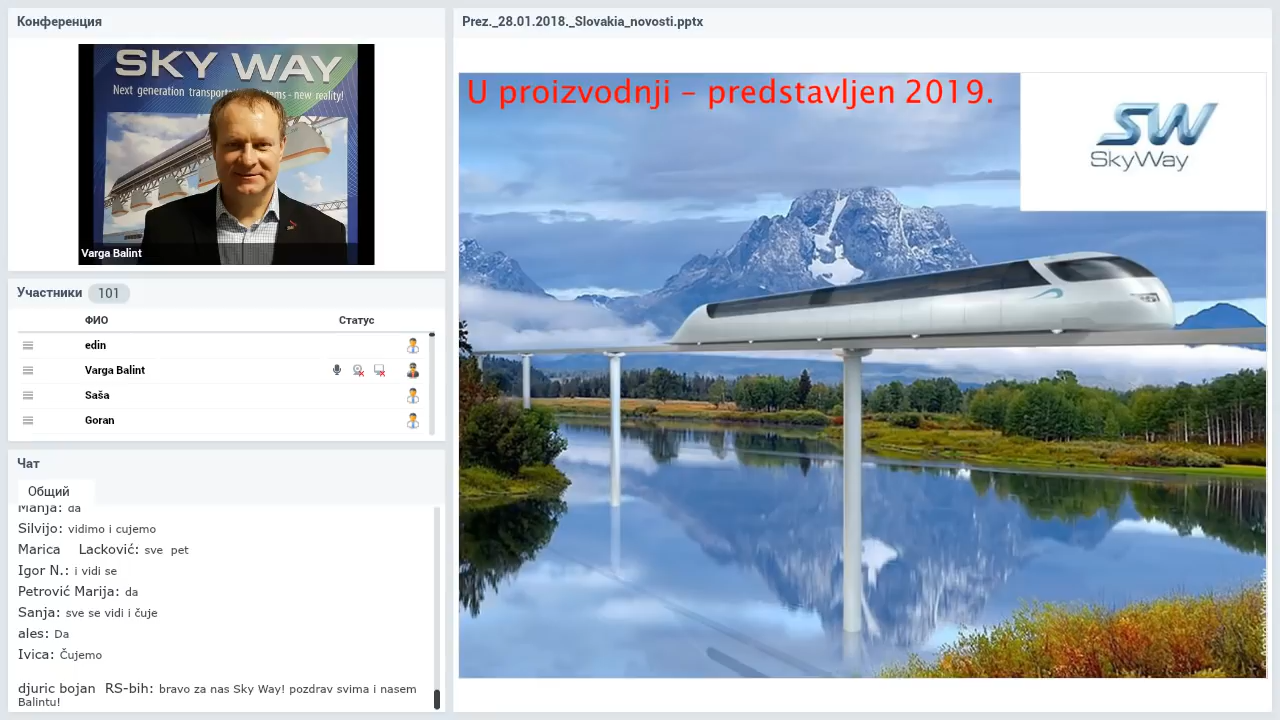 Конференция
SKY WAY
Next generation transporta ems - new reality!
Varga Balint
Участники 101
ФИО Статус
edin
Varga Balint
Saša
Goran
Чат
Общий
Manja: da
Silvijo: vidimo i cujemo
Marica Lacković: sve pet
Igor N.: i vidi se
Petrović Marija: da
Sanja: sve se vidi i čuje
ales: Da
Ivica: Čujemo
djuric bojan RS-bih: bravo za nas Sky Way! pozdrav svima i nasem
Balintu!
Prez._28.01.2018._Slovakia_novosti.pptx
U proizvodnji – predstavljen 2019.
SW
SkyWay